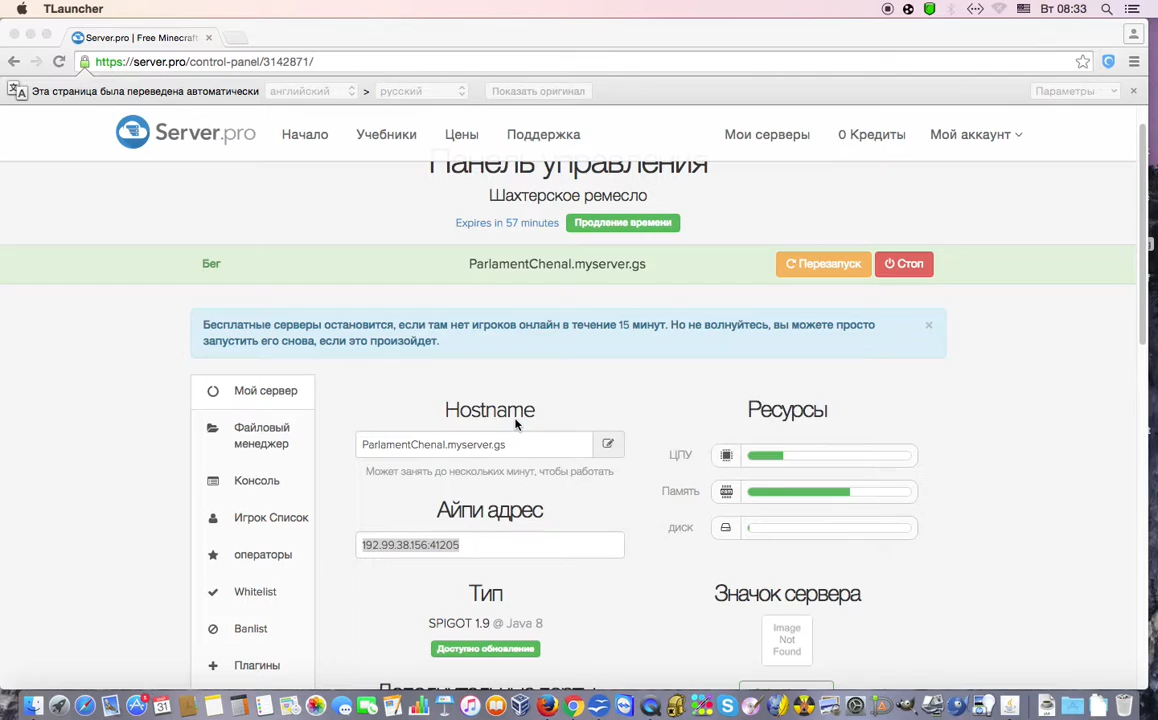 TLauncher
Вт 08:33
Server.pro | Free Minecraft
https://server.pro/control-panel/3142871/
Эта страница была переведена автоматически английский > русский Показать оригинал Параметры
Server.pro Начало Учебники Цены Поддержка Мои серверы 0 Кредиты Мой аккаунт
Панель управления
Шахтерское ремесло
Expires in 57 minutes Продление времени
Бег ParlamentChenal.myserver.gs Перезапуск Стоп
Бесплатные серверы остановится, если там нет игроков онлайн в течение 15 минут. Но не волнуйтесь, вы можете просто
запустить его снова, если это произойдет.
Мой сервер
Файловый
менеджер
Консоль
Игрок Список
операторы
Whitelist
Banlist
Плагины
Hostname
ParlamentChenal.myserver.gs
Может занять до нескольких минут, чтобы работать
Айпи адрес
192.99.38.156:41205
Тип
SPIGOT 1.9 @ Java 8
Доступно обновление
Ресурсы
ЦПУ
Память
диск
Значок сервера
Image
Not
Found